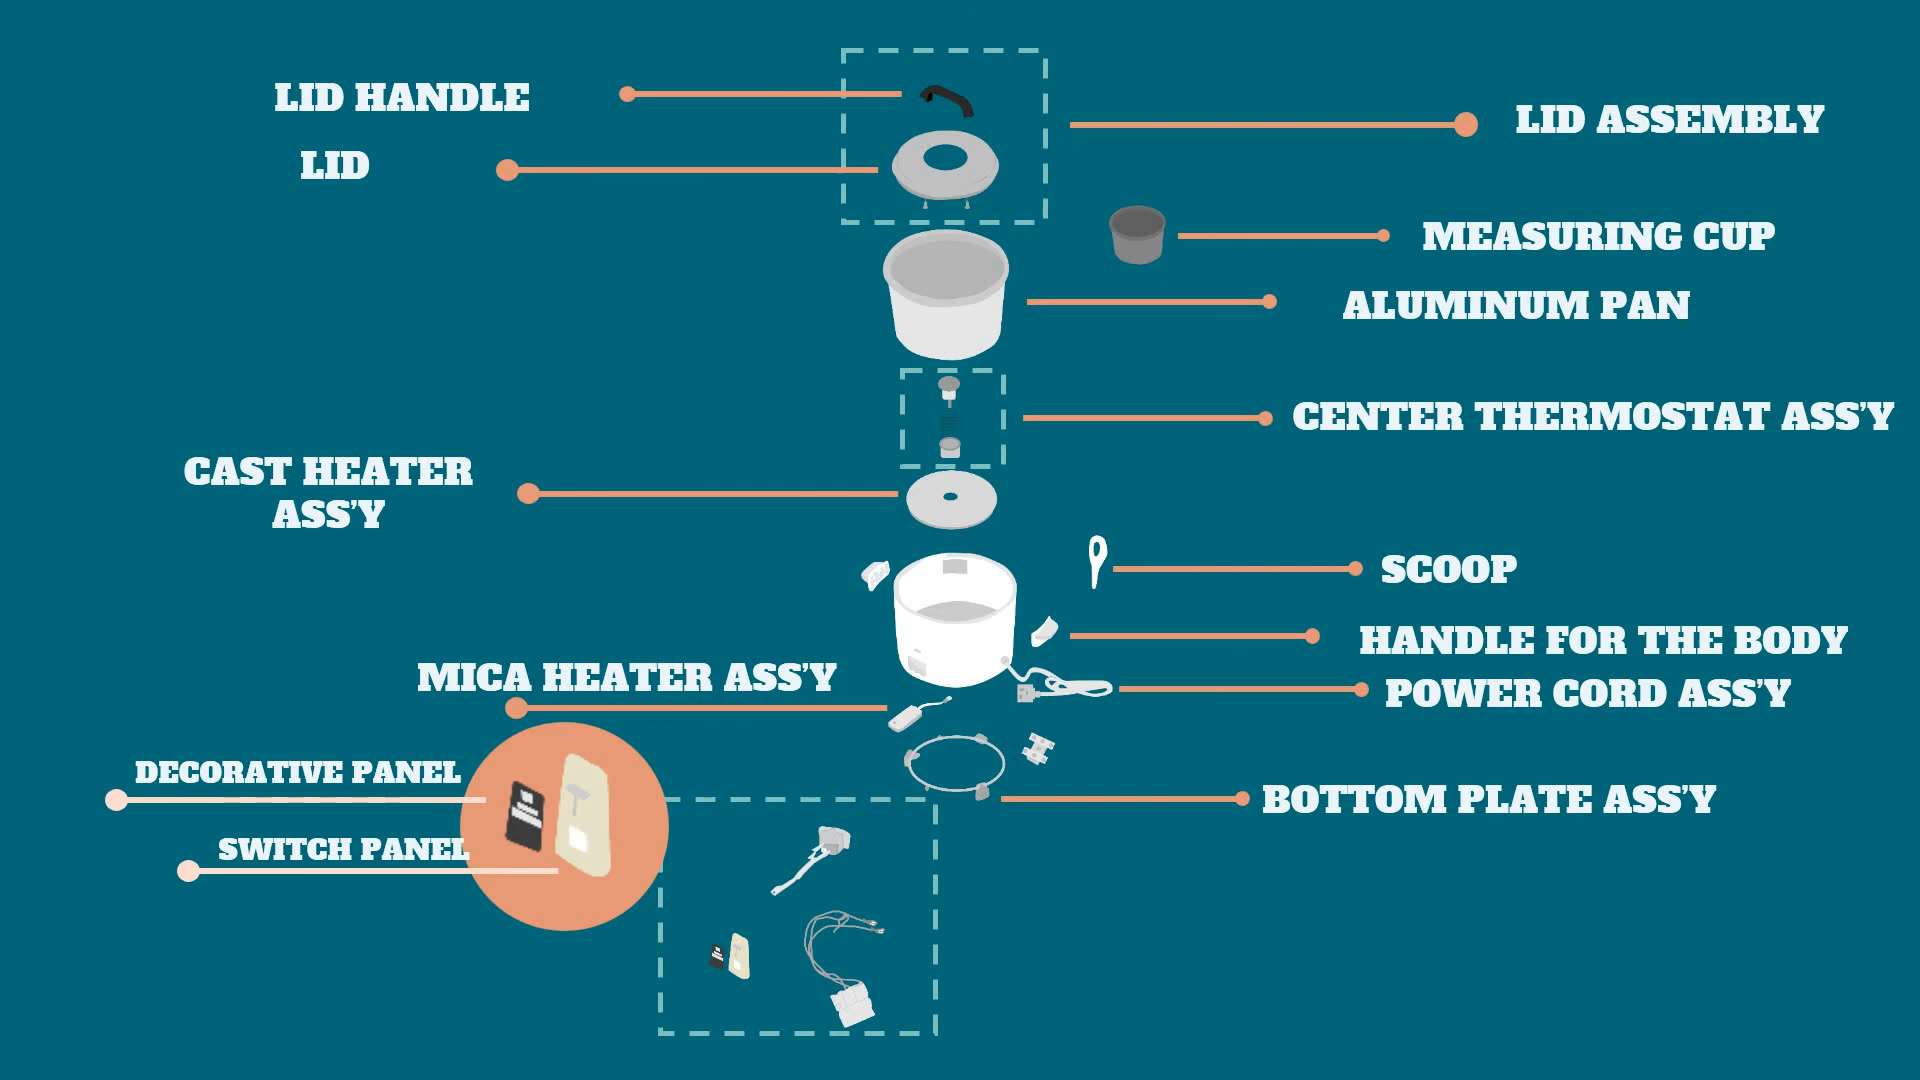 LID HANDLE
LID
LID ASSEMBLY
MEASURING CUP
ALUMINUM PAN
CENTER THERMOSTAT ASS'Y
CAST HEATER
ASS'Y
SCOOP
HANDLE FOR THE BODY
MICA HEATER ASS'Y
POWER CORD ASS'Y
DECORATIVE PANEL
BOTTOM PLATE ASS'Y
SWITCH PANEL